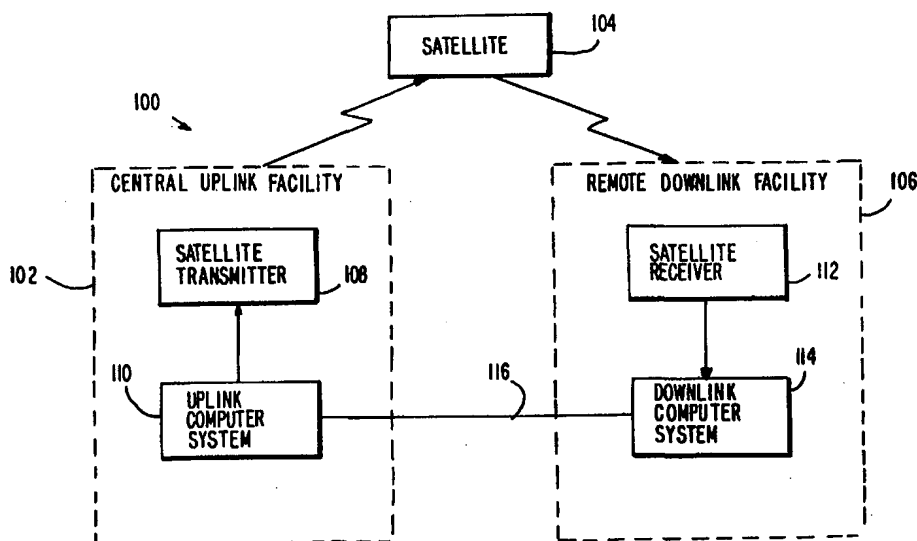 SATELLITE
104
100
CENTRAL UPLINK FACILITY
REMOTE DOWNLINK FACILITY
106
SATELLITE
TRANSMITTER
108
102
SATELLITE
RECEIVER
112
110
UPLINK
COMPUTER
SYSTEM
116
DOWNLINK
COMPUTER
SYSTEM
114